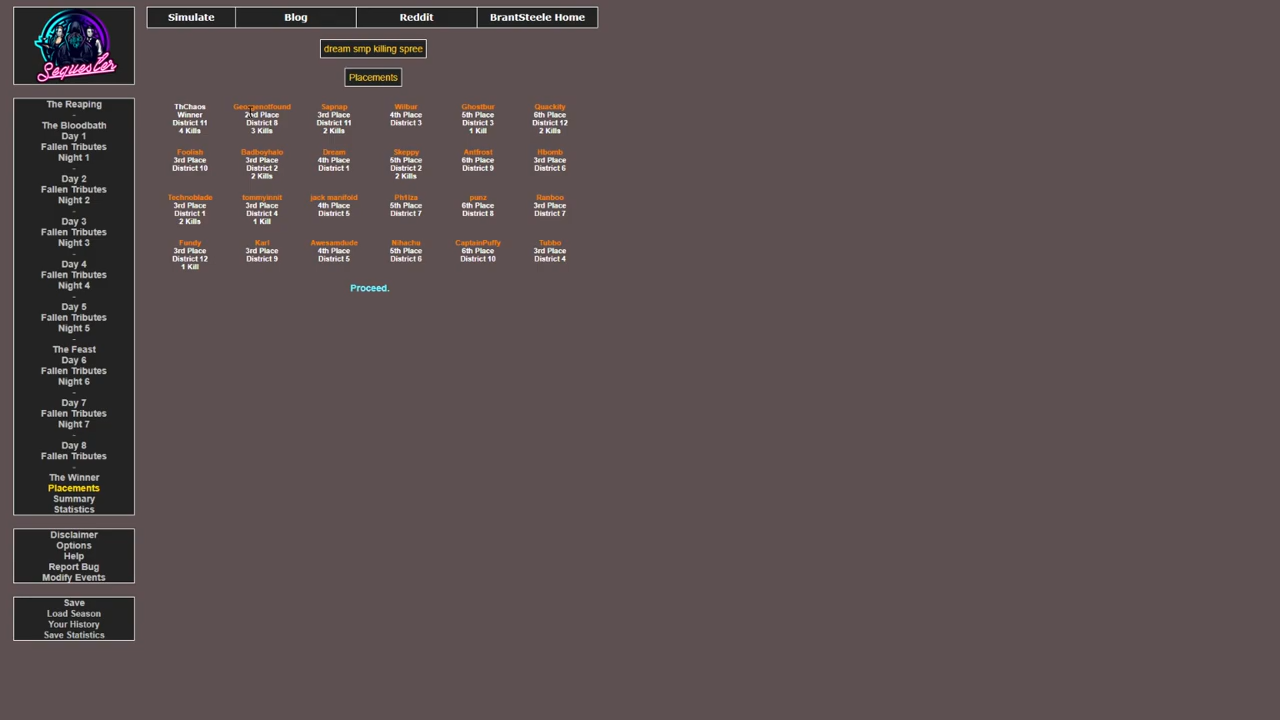 Sequester
Simulate
Blog
Reddit
BrantSteele Home
dream smp killing spree
Placements
The Reaping
-
The Bloodbath
Day 1
Fallen Tributes
Night 1
-
Day 2
Fallen Tributes
Night 2
-
Day 3
Fallen Tributes
Night 3
-
Day 4
Fallen Tributes
Night 4
-
Day 5
Fallen Tributes
Night 5
-
The Feast
Day 6
Fallen Tributes
Night 6
-
Day 7
Fallen Tributes
Night 7
-
Day 8
Fallen Tributes
-
The Winner
Placements
Summary
Statistics
Disclaimer
Options
Help
Report Bug
Modify Events
Save
Load Season
Your History
Save Statistics
ThChaos
Winner
District 11
4 Kills
Georgenotfound
2nd Place
District 8
3 Kills
Sapnap
3rd Place
District 11
2 Kills
Wilbur
4th Place
District 3
Ghostbur
5th Place
District 3
1 Kill
Quackity
6th Place
District 12
2 Kills
Foolish
3rd Place
District 10
Badboyhalo
3rd Place
District 2
2 Kills
Dream
4th Place
District 1
Skeppy
5th Place
District 2
2 Kills
Antfrost
6th Place
District 9
Hbomb
3rd Place
District 6
Technoblade
3rd Place
District 1
2 Kills
tommyinnit
3rd Place
District 4
1 Kill
jack manifold
4th Place
District 5
Ph1lza
5th Place
District 7
punz
6th Place
District 8
Ranboo
3rd Place
District 7
Fundy
3rd Place
District 12
1 Kill
Karl
3rd Place
District 9
Awesamdude
4th Place
District 5
Nihachu
5th Place
District 6
CaptainPuffy
6th Place
District 10
Tubbo
3rd Place
District 4
Proceed.